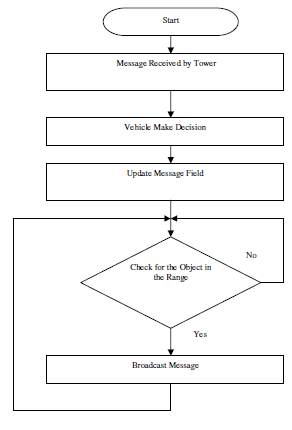 Start
Message Received by Tower
Vehicle Make Decision
Update Message Field
No
Check for the Object in
the Range
Yes
Broadcast Message